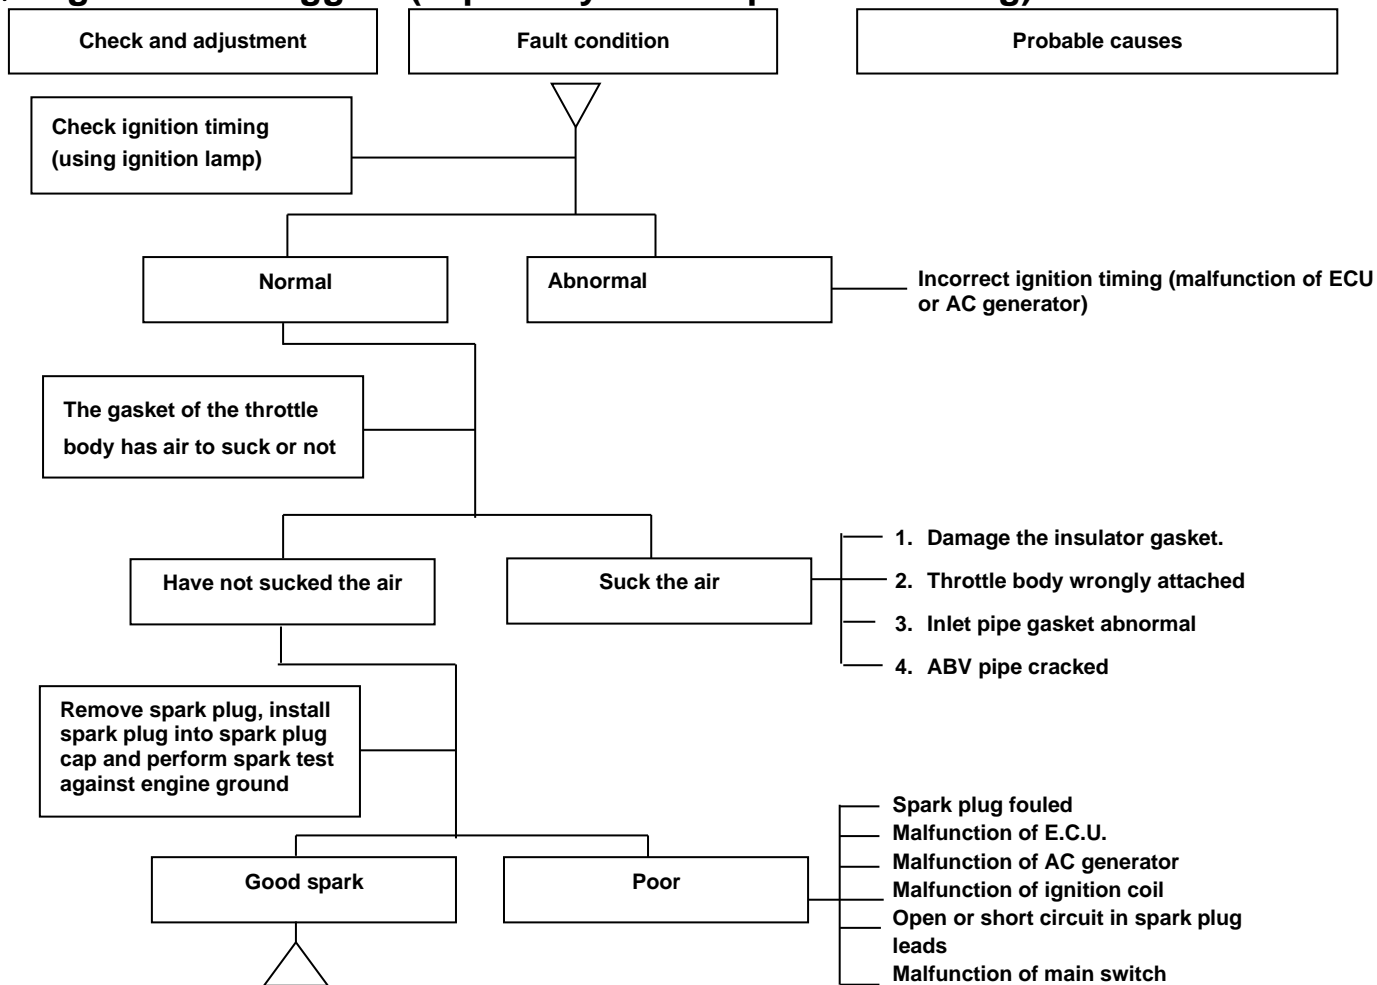 Check and adjustment
Fault condition
Probable causes
Check ignition timing
(using ignition lamp)
Normal
Abnormal
Incorrect ignition timing (malfunction of ECU
or AC generator)
The gasket of the throttle
body has air to suck or not
Have not sucked the air
Suck the air
1. Damage the insulator gasket.
2. Throttle body wrongly attached
3. Inlet pipe gasket abnormal
4. ABV pipe cracked
Remove spark plug, install
spark plug into spark plug
cap and perform spark test
against engine ground
Good spark
Poor
Spark plug fouled
Malfunction of E.C.U.
Malfunction of AC generator
Malfunction of ignition coil
Open or short circuit in spark plug
leads
Malfunction of main switch